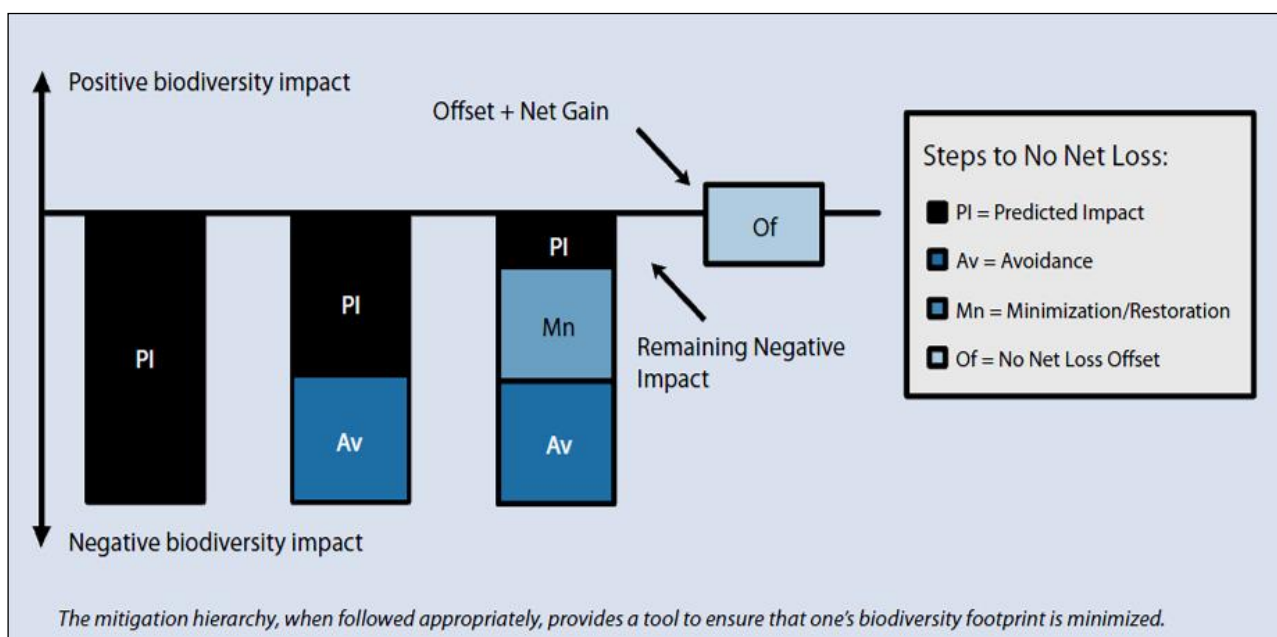 Positive biodiversity impact
Offset + Net Gain
PI
PI
Av
PI
Mn
Av
Of
Remaining Negative
Impact
Negative biodiversity impact
Steps to No Net Loss:
PI = Predicted Impact
Av = Avoidance
Mn = Minimization/Restoration
Of = No Net Loss Offset
The mitigation hierarchy, when followed appropriately, provides a tool to ensure that one's biodiversity footprint is minimized.